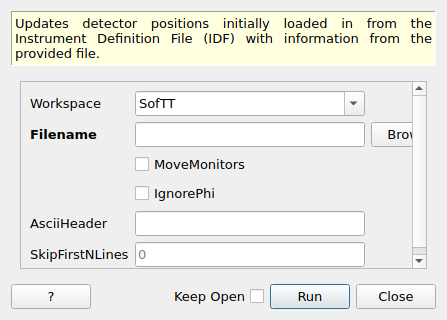 Updates detector positions initially loaded in from the
Instrument Definition File (IDF) with information from the
provided file.
Workspace SofTT
Filename Brow
MoveMonitors
IgnorePhi
AsciiHeader
SkipFirstNLines 0
? Keep Open Run Close